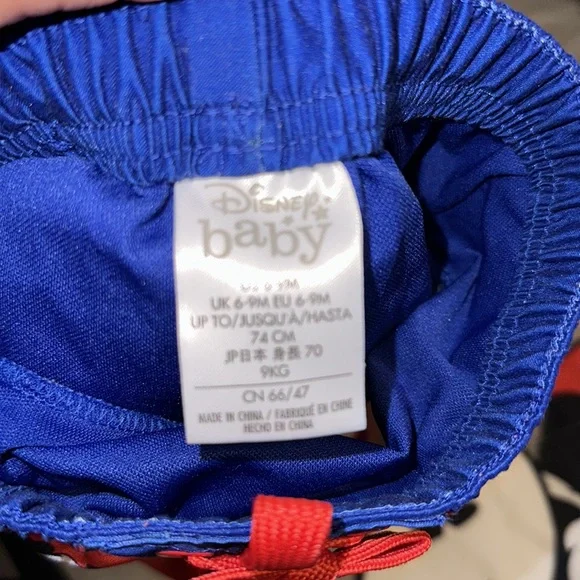 Disney
baby
UK 6-9M EU 6-9M
UP TO/JUSQU'À/HASTA
74 CM
JP日本 身長 70
9KG
CN 66/47
MADE IN CHINA / FABRIQUÉ EN CHINE
HECHO EN CHINA